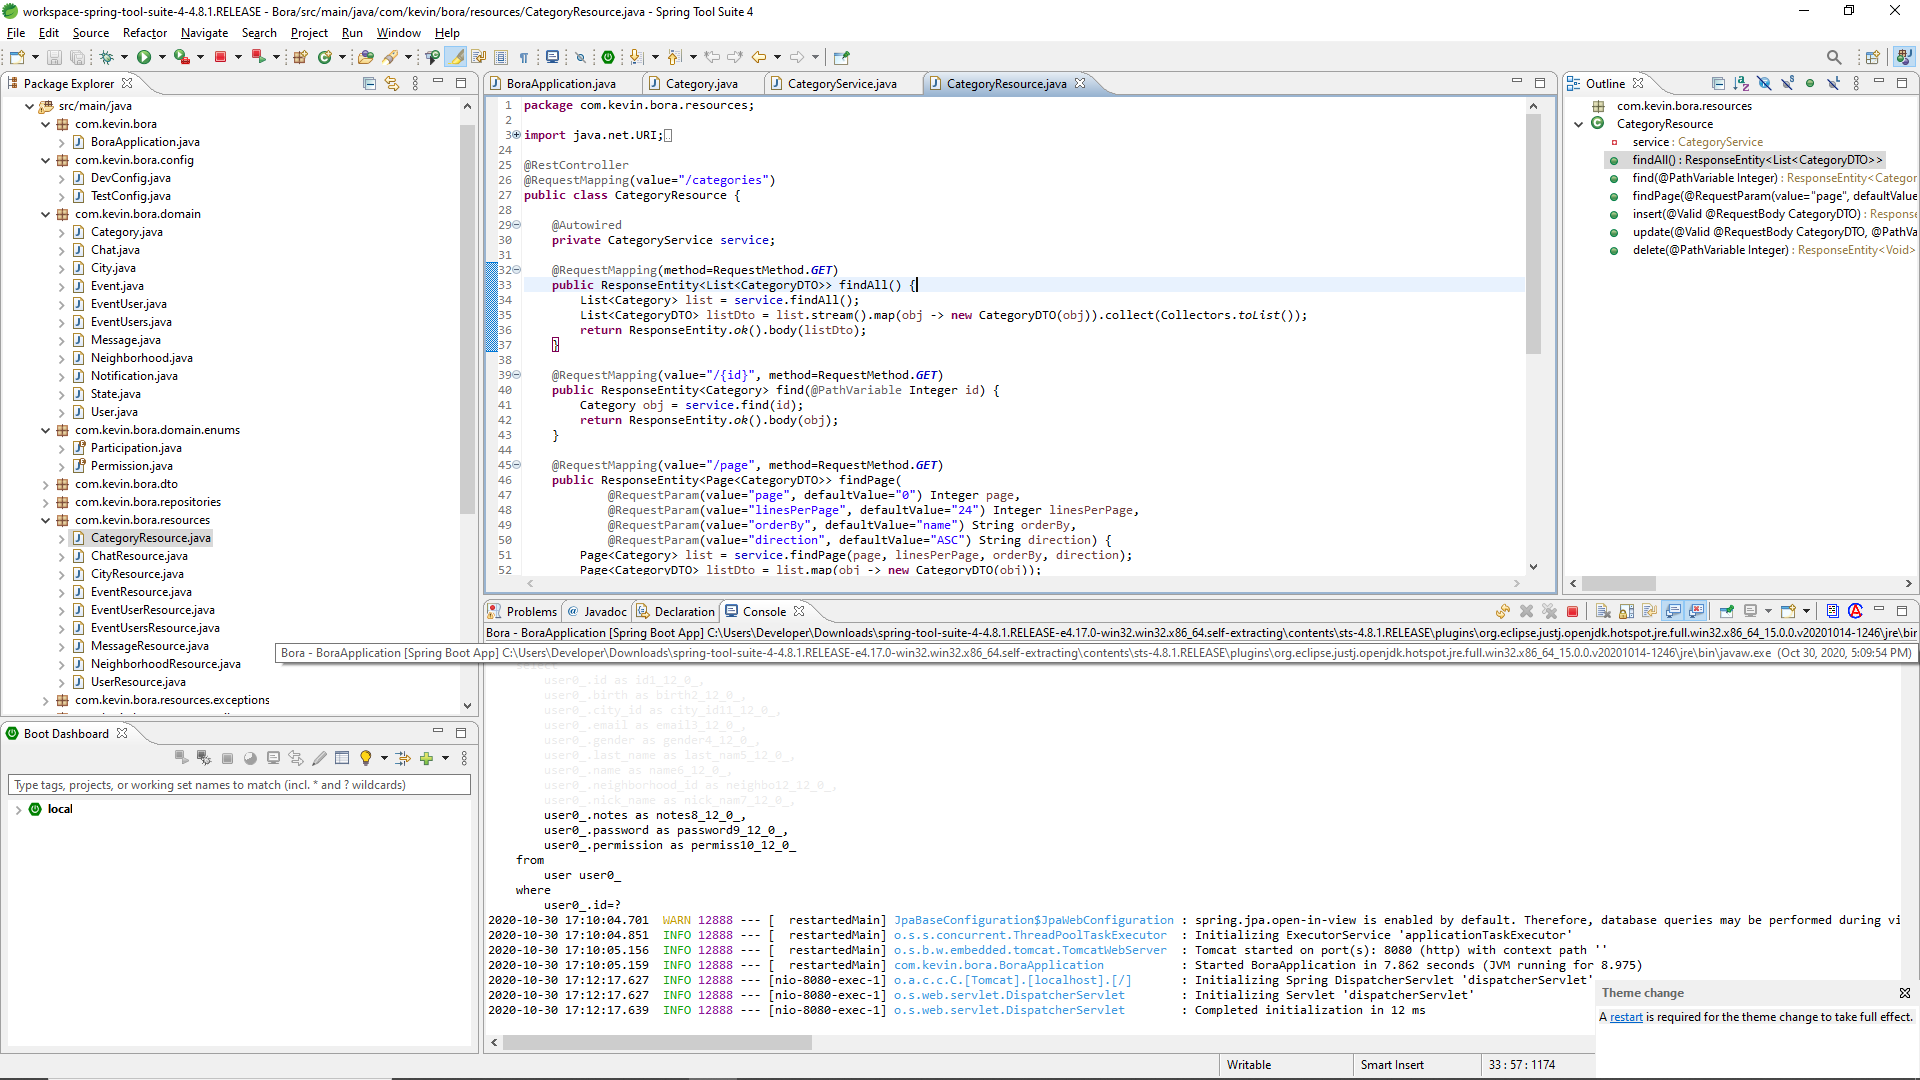 workspace-spring-tool-suite-4-4.8.1.RELEASE - Bora/src/main/java/com/kevin/bora/resources/CategoryResource.java - Spring Tool Suite 4
File Edit Source Refactor Navigate Search Project Run Window Help
Package Explorer
src/main/java
com.kevin.bora
BoraApplication.java
com.kevin.bora.config
DevConfig.java
TestConfig.java
com.kevin.bora.domain
Category.java
Chat.java
City.java
Event.java
EventUser.java
EventUsers.java
Message.java
Neighborhood.java
Notification.java
State.java
User.java
com.kevin.bora.domain.enums
Participation.java
Permission.java
com.kevin.bora.dto
com.kevin.bora.repositories
com.kevin.bora.resources
CategoryResource.java
ChatResource.java
CityResource.java
EventResource.java
EventUserResource.java
EventUsersResource.java
MessageResource.java
NeighborhoodResource.java
UserResource.java
com.kevin.bora.resources.exceptions
BoraApplication.java Category.java CategoryService.java CategoryResource.java
1 package com.kevin.bora.resources;
2
3 import java.net.URI;
24
25 @RestController
26 @RequestMapping(value="/categories")
27 public class CategoryResource {
28
29 @Autowired
30 private CategoryService service;
31
32 @RequestMapping(method=RequestMethod.GET)
33 public ResponseEntity<List<CategoryDTO>> findAll() {
34 List<Category> list = service.findAll();
35 List<CategoryDTO> listDto = list.stream().map(obj -> new CategoryDTO(obj)).collect(Collectors.toList());
36 return ResponseEntity.ok().body(listDto);
37 }
38
39 @RequestMapping(value="/{id}", method=RequestMethod.GET)
40 public ResponseEntity<Category> find(@PathVariable Integer id) {
41 Category obj = service.find(id);
42 return ResponseEntity.ok().body(obj);
43 }
44
45 @RequestMapping(value="/page", method=RequestMethod.GET)
46 public ResponseEntity<Page<CategoryDTO>> findPage(
47 @RequestParam(value="page", defaultValue="0") Integer page,
48 @RequestParam(value="linesPerPage", defaultValue="24") Integer linesPerPage,
49 @RequestParam(value="orderBy", defaultValue="name") String orderBy,
50 @RequestParam(value="direction", defaultValue="ASC") String direction) {
51 Page<Category> list = service.findPage(page, linesPerPage, orderBy, direction);
52 Page<CategoryDTO> listDto = list.map(obj -> new CategoryDTO(obj));
Outline
com.kevin.bora.resources
CategoryResource
service : CategoryService
findAll() : ResponseEntity<List<CategoryDTO>>
find(@PathVariable Integer) : ResponseEntity<Categor
findPage(@RequestParam(value="page", defaultValue
insert(@Valid @RequestBody CategoryDTO) : Response
update(@Valid @RequestBody CategoryDTO, @PathVa
delete(@PathVariable Integer) : ResponseEntity<Void>
Problems Javadoc Declaration Console
Bora - BoraApplication [Spring Boot App] C:\Users\Developer\Downloads\spring-tool-suite-4-4.8.1.RELEASE-e4.17.0-win32.win32.x86_64.self-extracting\contents\sts-4.8.1.RELEASE\plugins\org.eclipse.justj.openjdk.hotspot.jre.full.win32.x86_64_15.0.0.v20201014-1246\jre\bin
Bora - BoraApplication [Spring Boot App] C:\Users\Developer\Downloads\spring-tool-suite-4-4.8.1.RELEASE-e4.17.0-win32.win32.x86_64.self-extracting\contents\sts-4.8.1.RELEASE\plugins\org.eclipse.justj.openjdk.hotspot.jre.full.win32.x86_64_15.0.0.v20201014-1246\jre\bin\javaw.exe (Oct 30, 2020, 5:09:54 PM)
select
user0_.id as id1_12_0_,
user0_.birth as birth2_12_0_,
user0_.city_id as city_id11_12_0_,
user0_.email as email3_12_0_,
user0_.gender as gender4_12_0_,
user0_.last_name as last_nam5_12_0_,
user0_.name as name6_12_0_,
user0_.neighborhood_id as neighbo12_12_0_,
user0_.nick_name as nick_nam7_12_0_,
user0_.notes as notes8_12_0_,
user0_.password as password9_12_0_,
user0_.permission as permiss10_12_0_
from
user user0_
where
user0_.id=?
2020-10-30 17:10:04.701 WARN 12888 --- [ restartedMain] JpaBaseConfiguration$JpaWebConfiguration : spring.jpa.open-in-view is enabled by default. Therefore, database queries may be performed during vi
2020-10-30 17:10:04.851 INFO 12888 --- [ restartedMain] o.s.s.concurrent.ThreadPoolTaskExecutor : Initializing ExecutorService 'applicationTaskExecutor'
2020-10-30 17:10:05.156 INFO 12888 --- [ restartedMain] o.s.b.w.embedded.tomcat.TomcatWebServer : Tomcat started on port(s): 8080 (http) with context path ''
2020-10-30 17:10:05.159 INFO 12888 --- [ restartedMain] com.kevin.bora.BoraApplication : Started BoraApplication in 7.862 seconds (JVM running for 8.975)
2020-10-30 17:12:17.627 INFO 12888 --- [nio-8080-exec-1] o.a.c.c.C.[Tomcat].[localhost].[/] : Initializing Spring DispatcherServlet 'dispatcherServlet'
2020-10-30 17:12:17.627 INFO 12888 --- [nio-8080-exec-1] o.s.web.servlet.DispatcherServlet : Initializing Servlet 'dispatcherServlet'
2020-10-30 17:12:17.639 INFO 12888 --- [nio-8080-exec-1] o.s.web.servlet.DispatcherServlet : Completed initialization in 12 ms
Boot Dashboard
Type tags, projects, or working set names to match (incl. * and ? wildcards)
local
Theme change
A restart is required for the theme change to take full effect.
Writable Smart Insert 33 : 57 : 1174